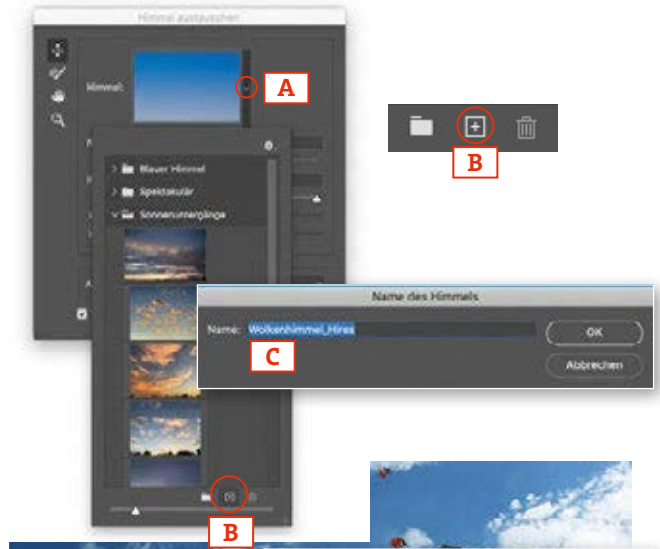 Himmel austauschen
Himmel:
A
B
Blauer Himmel
Spektakulär
Sonnenuntergänge
Name des Himmels
Name: Wolkenhimmel_Hires
OK
C
Abbrechen
B